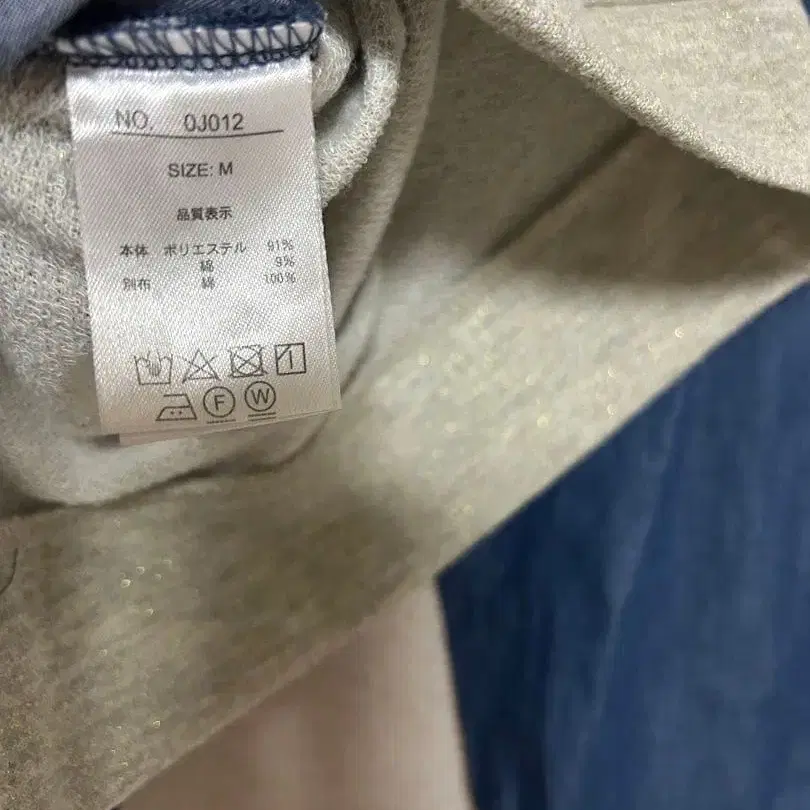 NO. 0J012
SIZE: M
品質表示
本体 ポリエステル 91%
綿 9%
別布 綿 100%
F W